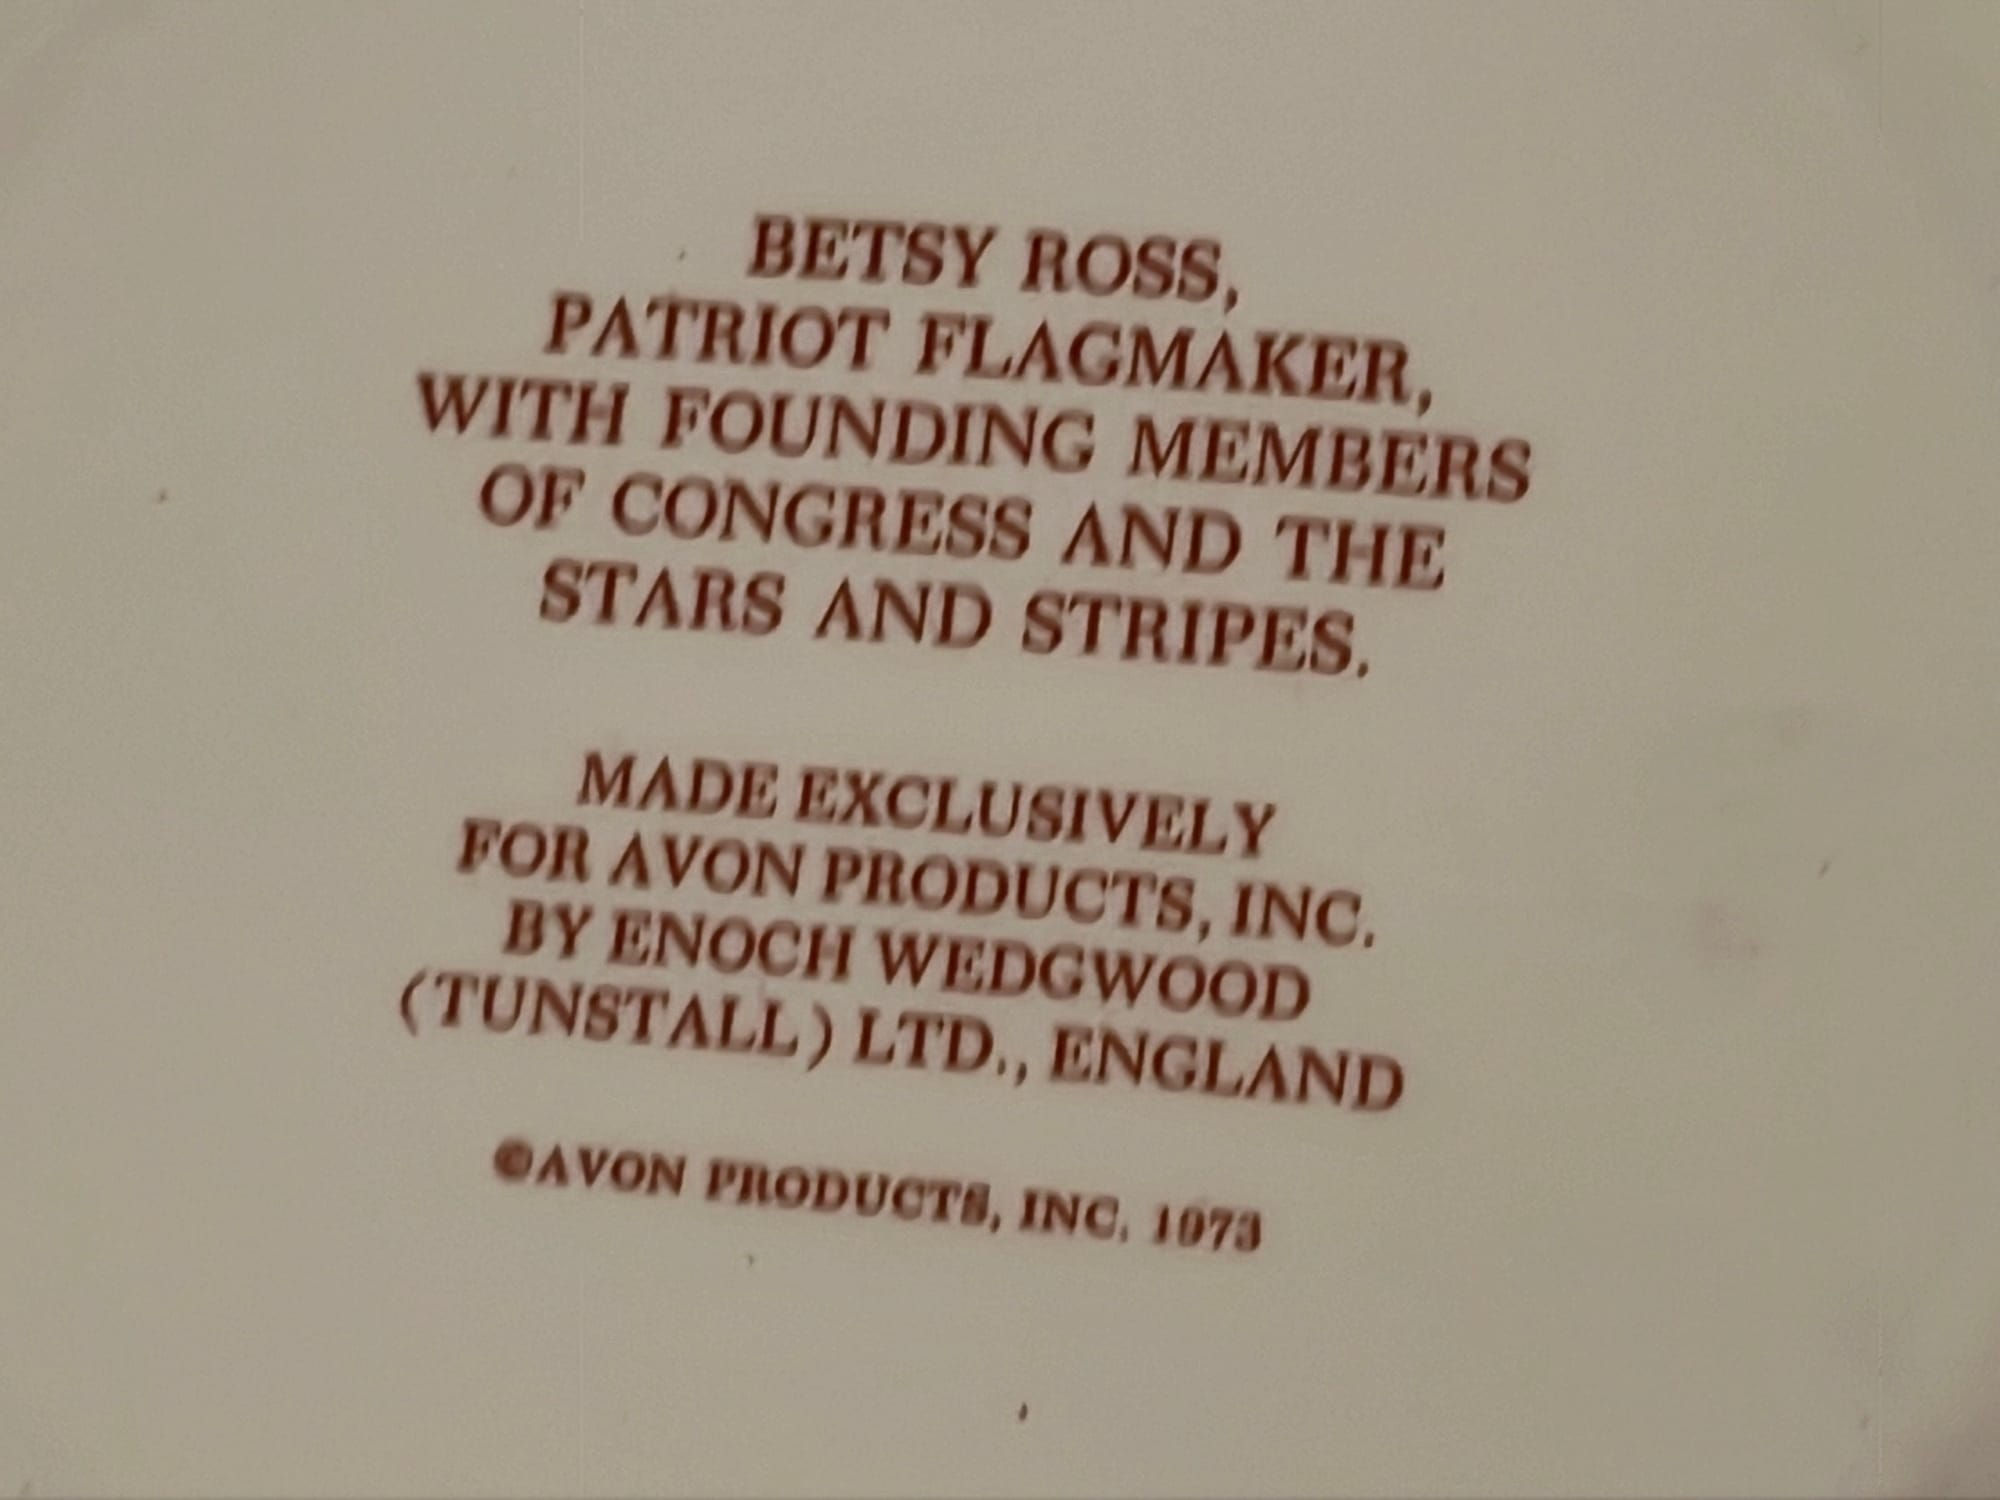 BETSY ROSS,
PATRIOT FLAGMAKER,
WITH FOUNDING MEMBERS
OF CONGRESS AND THE
STARS AND STRIPES.
MADE EXCLUSIVELY
FOR AVON PRODUCTS, INC.
BY ENOCH WEDGWOOD
(TUNSTALL) LTD., ENGLAND
©AVON PRODUCTS, INC. 1973